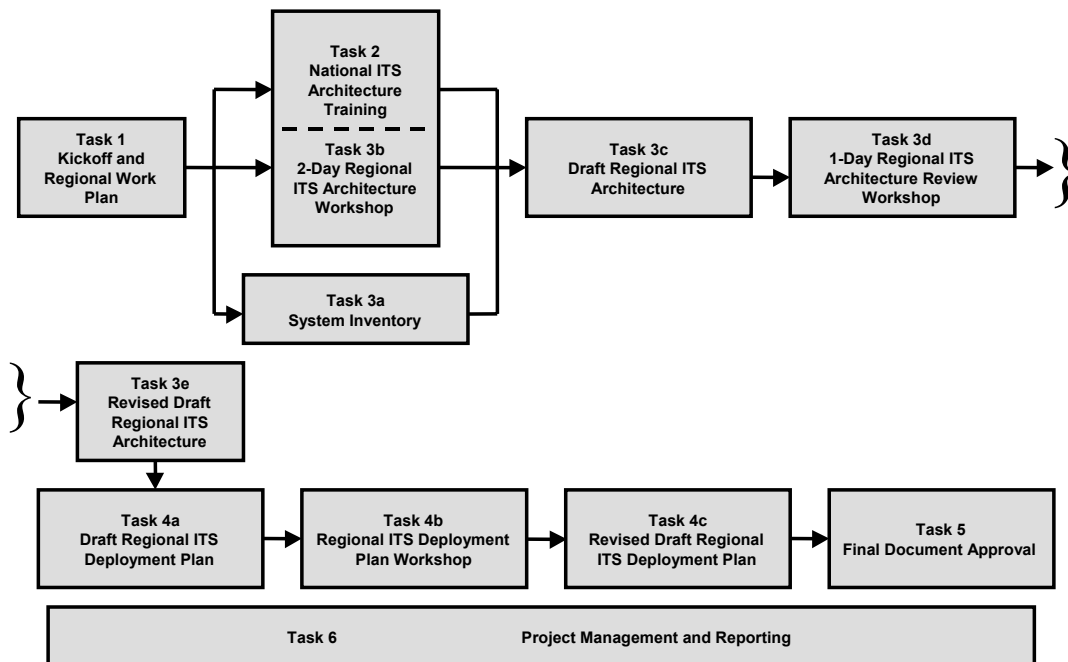 Task 2
National ITS
Architecture
Training
Task 1
Kickoff and
Regional Work
Plan
Task 3b
2-Day Regional
ITS Architecture
Workshop
Task 3c
Draft Regional ITS
Architecture
Task 3d
1-Day Regional ITS
Architecture Review
Workshop
}
Task 3a
System Inventory
}
Task 3e
Revised Draft
Regional ITS
Architecture
Task 4a
Draft Regional ITS
Deployment Plan
Task 4b
Regional ITS Deployment
Plan Workshop
Task 4c
Revised Draft Regional
ITS Deployment Plan
Task 5
Final Document Approval
Task 6 Project Management and Reporting